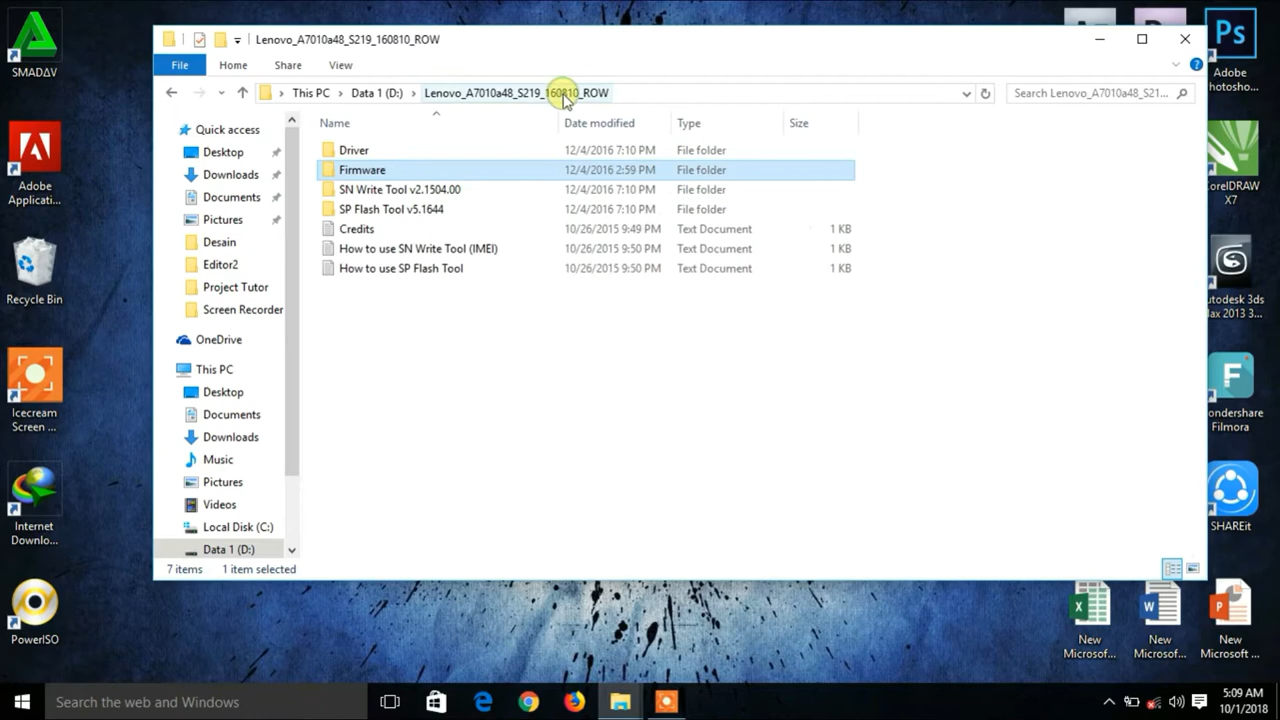 SMADΔV
Adobe
Applicati...
Recycle Bin
Icecream
Screen ...
Internet
Downlo...
PowerISO
Lenovo_A7010a48_S219_160810_ROW
File
Home
Share
View
This PC
Data 1 (D:)
Lenovo_A7010a48_S219_160810_ROW
Search Lenovo_A7010a48_S21...
Quick access
Desktop
Downloads
Documents
Pictures
Desain
Editor2
Project Tutor
Screen Recorder
OneDrive
This PC
Desktop
Documents
Downloads
Music
Pictures
Videos
Local Disk (C:)
Data 1 (D:)
Name Date modified Type Size
Driver 12/4/2016 7:10 PM File folder
Firmware 12/4/2016 2:59 PM File folder
SN Write Tool v2.1504.00 12/4/2016 7:10 PM File folder
SP Flash Tool v5.1644 12/4/2016 7:10 PM File folder
Credits 10/26/2015 9:49 PM Text Document 1 KB
How to use SN Write Tool (IMEI) 10/26/2015 9:50 PM Text Document 1 KB
How to use SP Flash Tool 10/26/2015 9:50 PM Text Document 1 KB
7 items 1 item selected
Ps
Adobe
hotosho...
orelDRAW
X7
utodesk 3ds
Max 2013 3...
ondershare
Filmora
SHAREit
New
Microsof...
New
Microsof...
New
Microsoft ...
Search the web and Windows
5:09 AM
10/1/2018